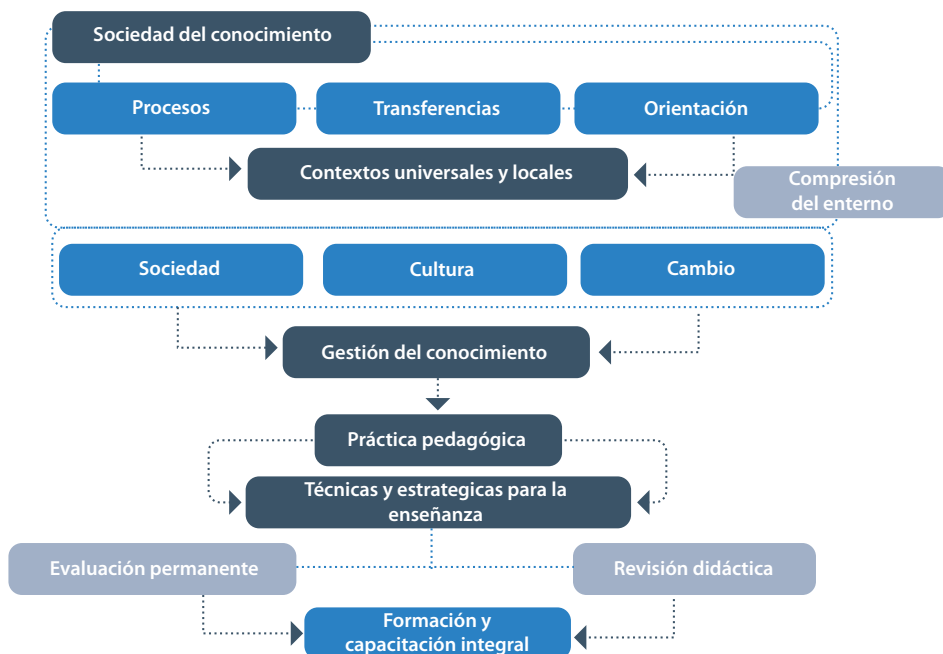 Sociedad del conocimiento
Procesos
Transferencias
Orientación
Contextos universales y locales
Compresión
del enterno
Sociedad
Cultura
Cambio
Gestión del conocimiento
Práctica pedagógica
Técnicas y estrategicas para la
enseñanza
Evaluación permanente
Revisión didáctica
Formación y
capacitación integral